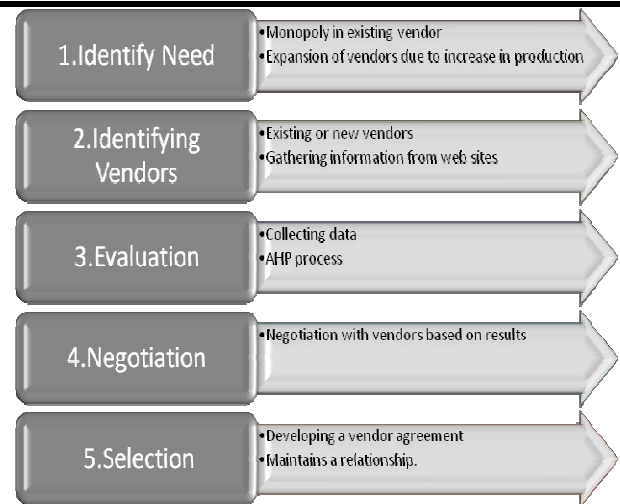 1.Identify Need
•Monopoly in existing vendor
•Expansion of vendors due to increase in production
2.Identifying
Vendors
•Existing or new vendors
•Gathering information from web sites
3.Evaluation
•Collecting data
•AHP process
4.Negotiation
•Negotiation with vendors based on results
5.Selection
•Developing a vendor agreement
•Maintains a relationship.